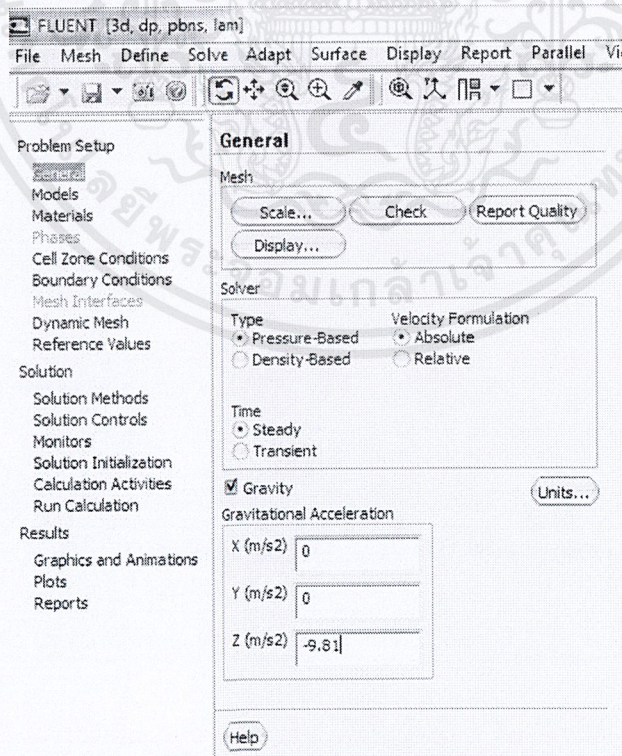 FLUENT [3d, dp, pbns, lam]
File Mesh Define Solve Adapt Surface Display Report Parallel Vi
Problem Setup
General
Models
Materials
Phases
Cell Zone Conditions
Boundary Conditions
Mesh Interfaces
Dynamic Mesh
Reference Values
Solution
Solution Methods
Solution Controls
Monitors
Solution Initialization
Calculation Activities
Run Calculation
Results
Graphics and Animations
Plots
Reports
General
Mesh
Scale... Check Report Quality
Display...
Solver
Type Velocity Formulation
Pressure-Based Absolute
Density-Based Relative
Time
Steady
Transient
Gravity Units...
Gravitational Acceleration
X (m/s2) 0
Y (m/s2) 0
Z (m/s2) -9.81
Help